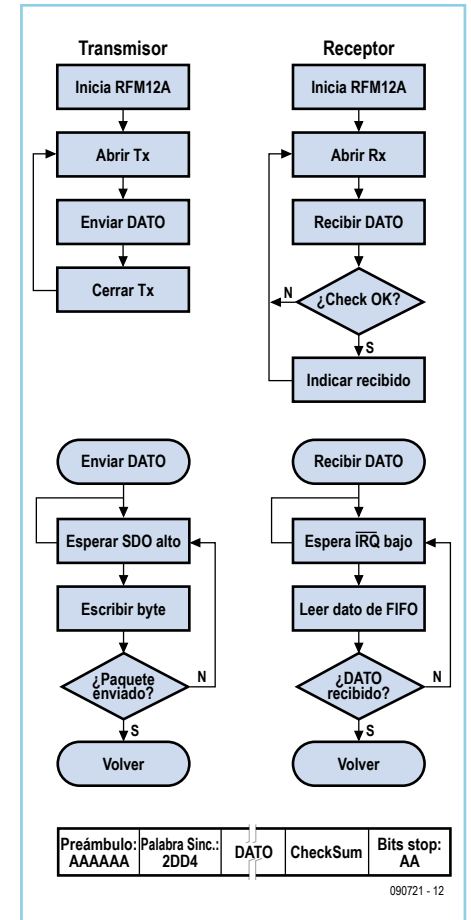 Transmisor
Inicia RFM12A
Abrir Tx
Enviar DATO
Cerrar Tx
Receptor
Inicia RFM12A
Abrir Rx
Recibir DATO
¿Check OK?
N
S
Indicar recibido
Enviar DATO
Esperar SDO alto
Escribir byte
¿Paquete
enviado?
N
S
Volver
Recibir DATO
Espera IRQ bajo
Leer dato de FIFO
¿DATO
recibido?
N
S
Volver
Preámbulo:
AAAAAA
Palabra Sinc.:
2DD4
DATO
CheckSum
Bits stop:
AA
090721 - 12